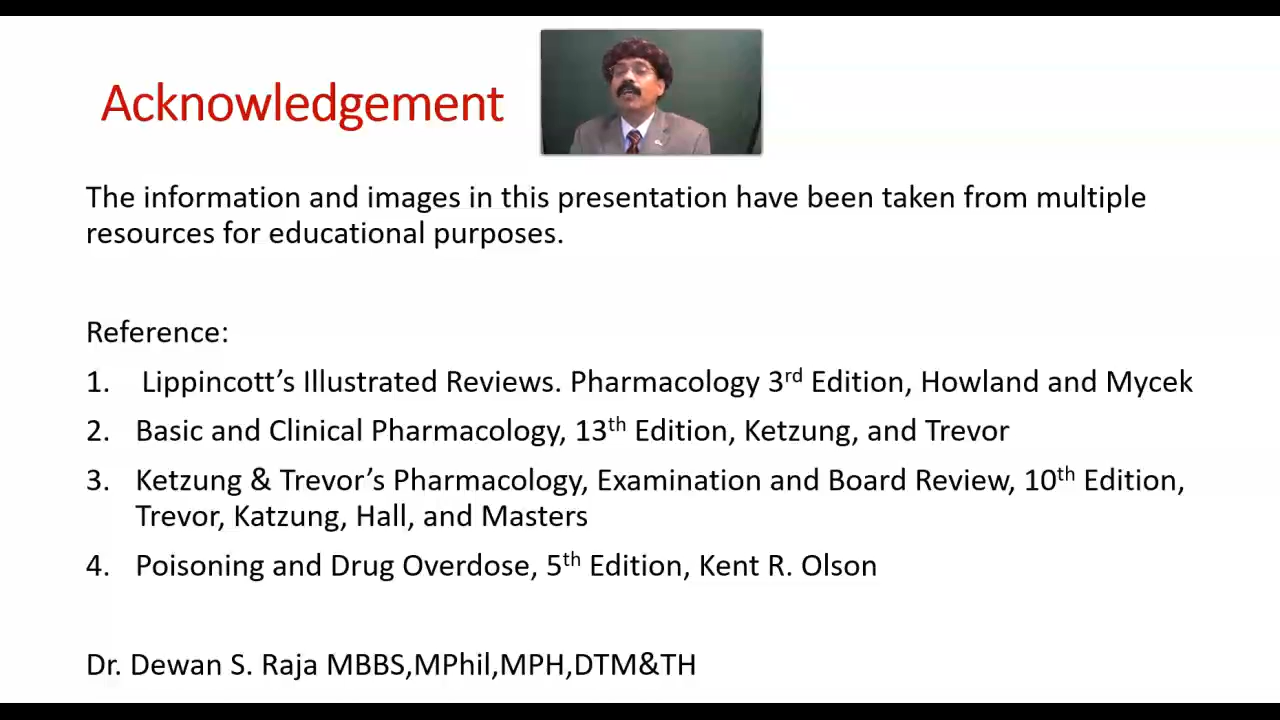 Acknowledgement
The information and images in this presentation have been taken from multiple
resources for educational purposes.
Reference:
1. Lippincott’s Illustrated Reviews. Pharmacology 3rd Edition, Howland and Mycek
2. Basic and Clinical Pharmacology, 13th Edition, Ketzung, and Trevor
3. Ketzung & Trevor’s Pharmacology, Examination and Board Review, 10th Edition,
Trevor, Katzung, Hall, and Masters
4. Poisoning and Drug Overdose, 5th Edition, Kent R. Olson
Dr. Dewan S. Raja MBBS,MPhil,MPH,DTM&TH